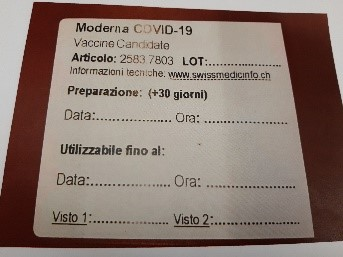 Moderna COVID-19
Vaccine Candidate
Articolo: 2583.7803 LOT:....................
Informazioni tecniche: www.swissmedicinfo.ch
Preparazione: (+30 giorni)
Data:.................. Ora: ....................
Utilizzabile fino al:
Data:.................. Ora: ....................
Visto 1:................ Visto 2:................